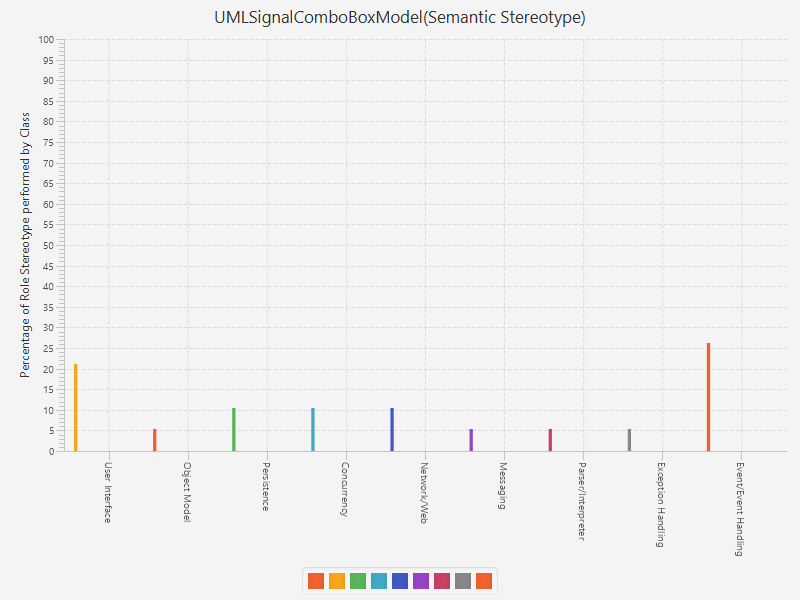 UMLSignalComboBoxModel(Semantic Stereotype)
Percentage of Role Stereotype performed by Class
100
95
90
85
80
75
70
65
60
55
50
45
40
35
30
25
20
15
10
5
0
User Interface
Object Model
Persistence
Concurrency
Network/Web
Messaging
Parser/Interpreter
Exception Handling
Event/Event Handling